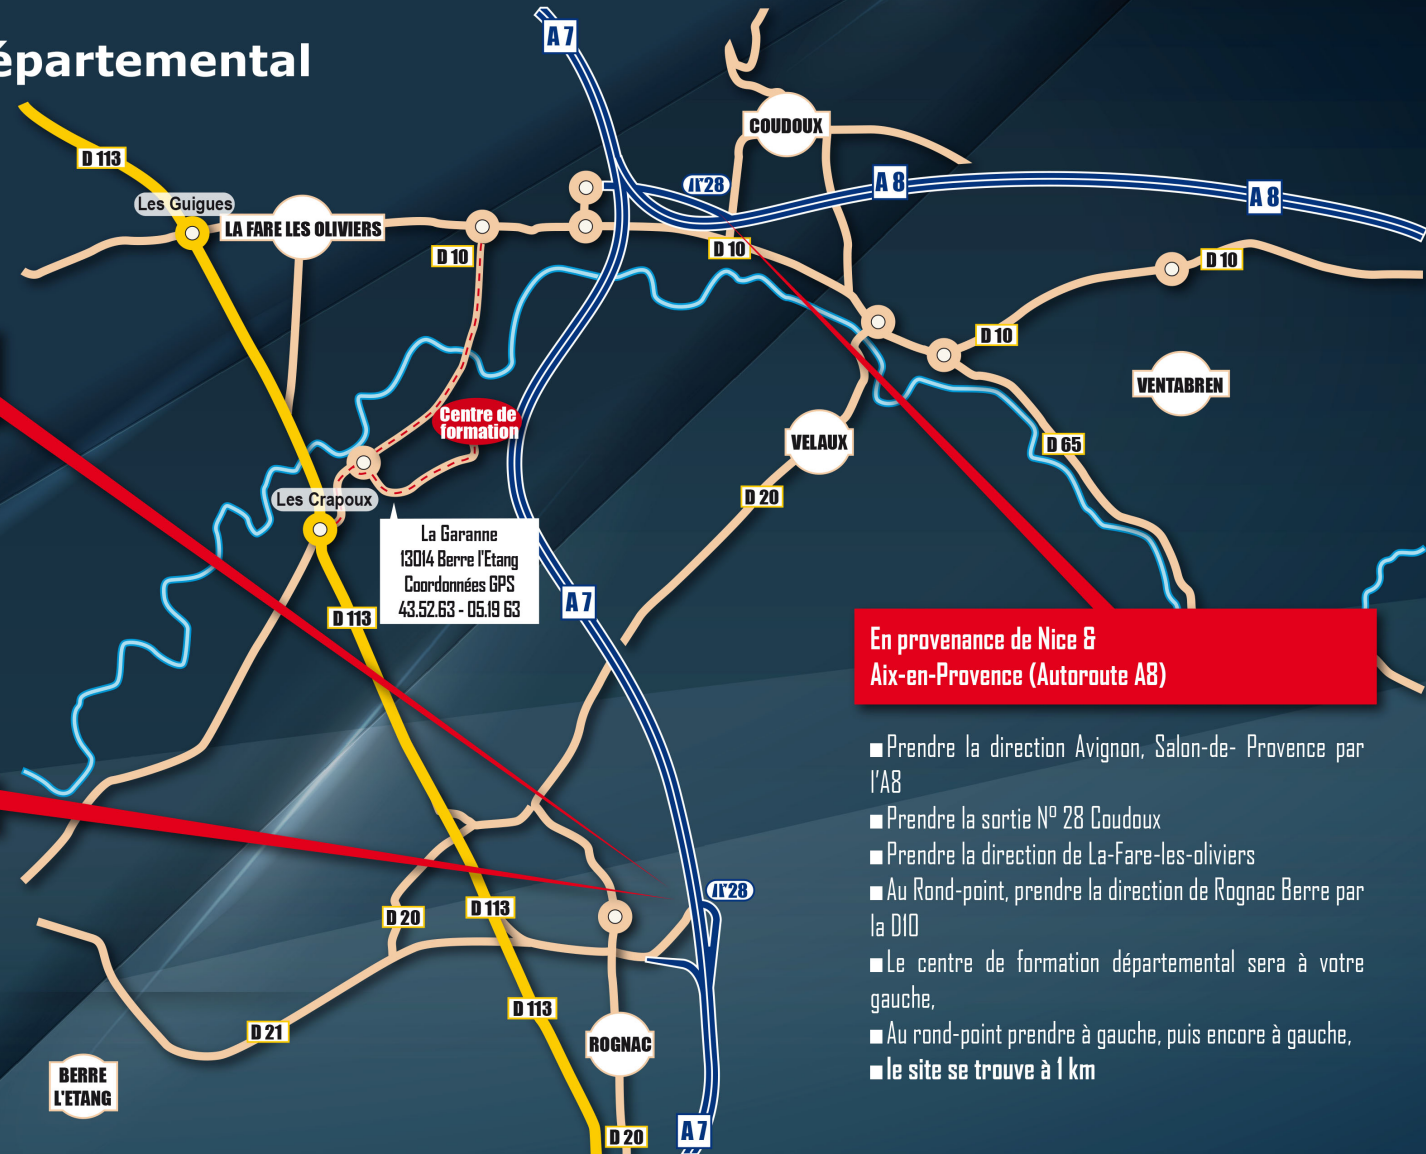 épartemental
A 7
COUDOUX
D 113
A 8
28
A 8
Les Guigues
LA FARE LES OLIVIERS
D 10
D 10
D 10
D 10
VENTABREN
Centre de
formation
VELAUX
D 65
D 20
Les Crapoux
La Garanne
13014 Berre l'Etang
Coordonnées GPS
43.52.63 - 05.19 63
A 7
D 113
En provenance de Nice &
Aix-en-Provence (Autoroute A8)
■ Prendre la direction Avignon, Salon-de- Provence par
l'A8
■ Prendre la sortie N° 28 Coudoux
■ Prendre la direction de La-Fare-les-oliviers
■ Au Rond-point, prendre la direction de Rognac Berre par
la D10
■ Le centre de formation départemental sera à votre
gauche,
■ Au rond-point prendre à gauche, puis encore à gauche,
■ le site se trouve à 1 km
28
D 20
D 113
D 113
D 21
ROGNAC
BERRE
L'ETANG
D 20
A 7